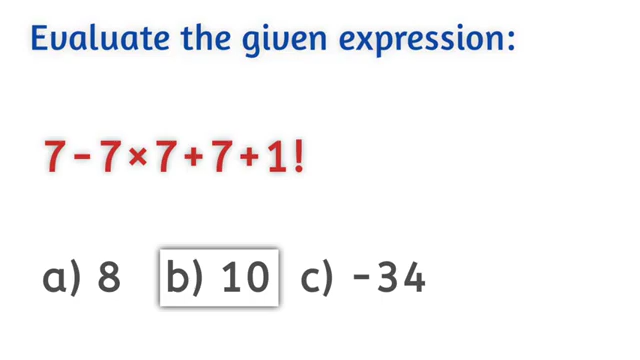 Evaluate the given expression:
7-7×7+7+1!
a) 8 b) 10 c) -34